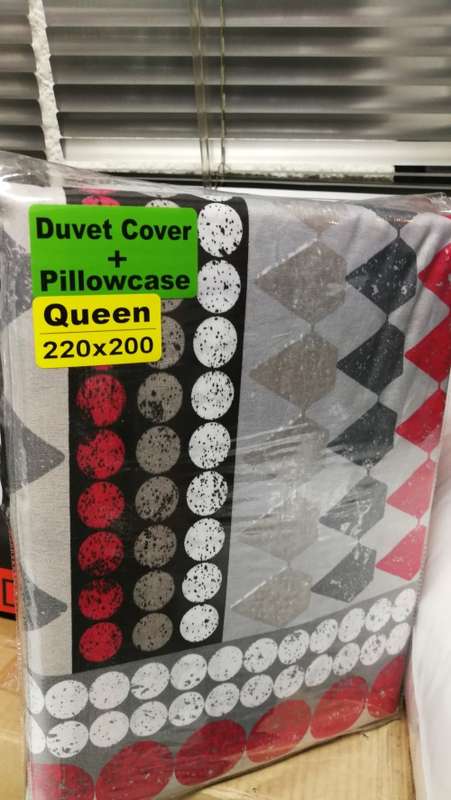 Duvet Cover
+
Pillowcase
Queen
220x200